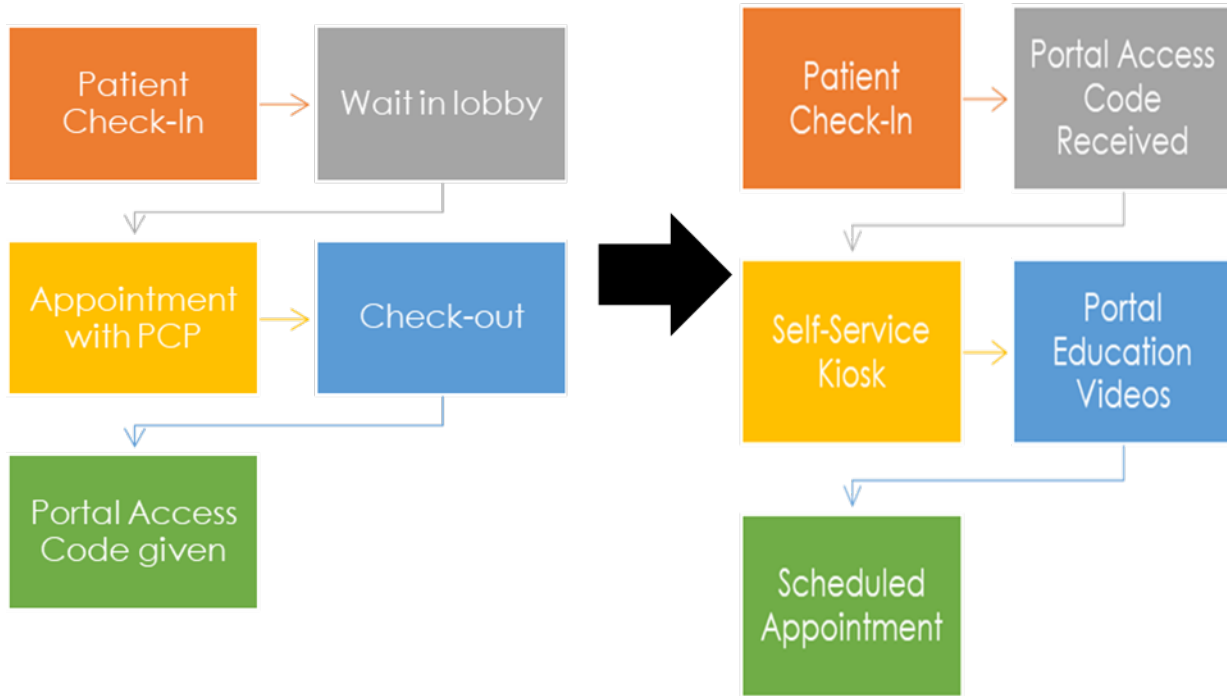 Patient
Check-In
Wait in lobby
Appointment
with PCP
Check-out
Portal Access
Code given
Patient
Check-In
Portal Access
Code
Received
Self-Service
Kiosk
Portal
Education
Videos
Scheduled
Appointment